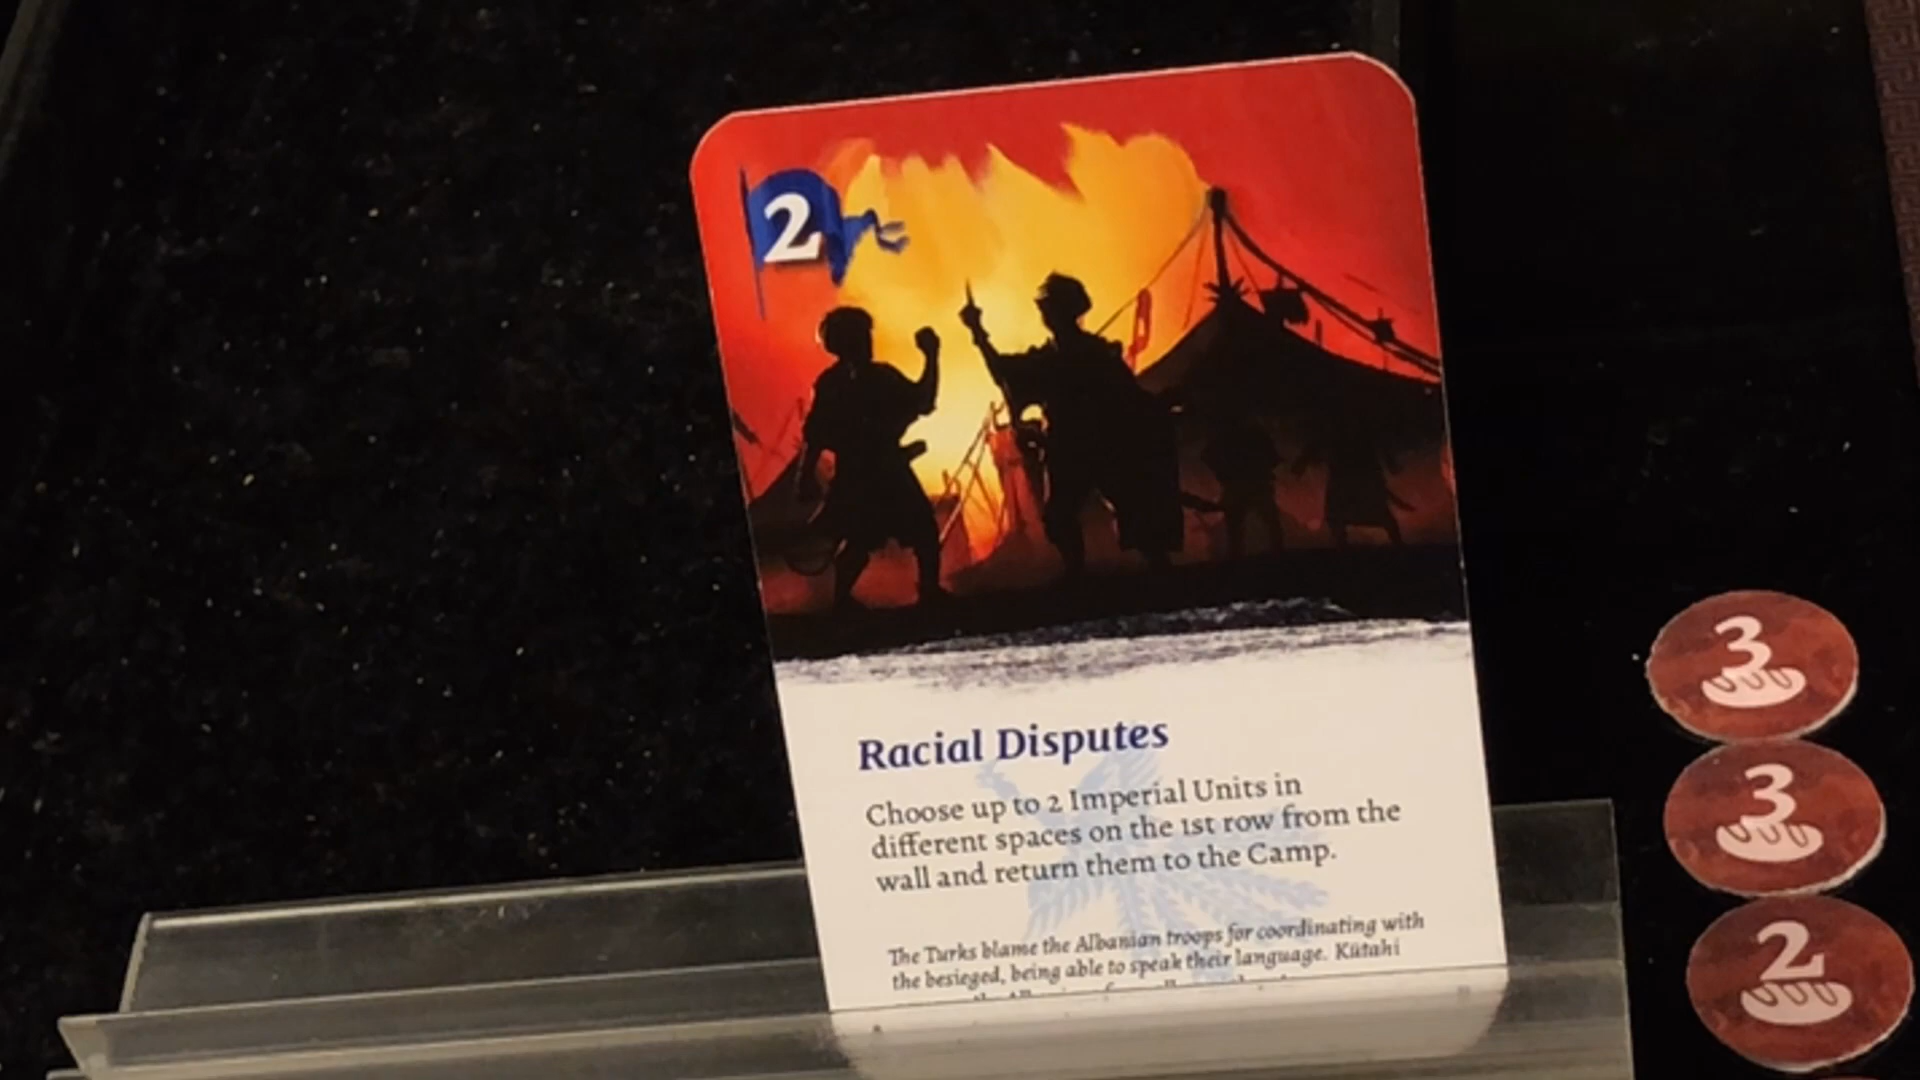 2
Racial Disputes
Choose up to 2 Imperial Units in
different spaces on the 1st row from the
wall and return them to the Camp.
The Turks blame the Albanian troops for coordinating with
the besieged, being able to speak their language. Kütahi
3
3
2